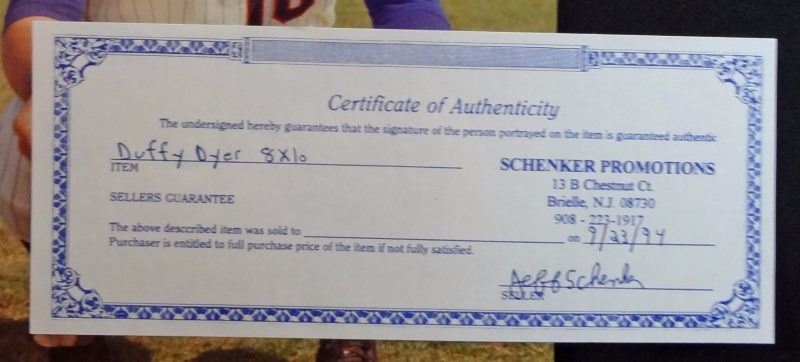 Certificate of Authenticity
The undersigned hereby guarantees that the signature of the person portrayed on the item is guaranteed authentic
Duffy Dyer 8x10
ITEM
SCHENKER PROMOTIONS
13 B Chestnut Ct.
Brielle, N.J. 08730
908 - 223-1917
SELLERS GUARANTEE
The above desccribed item was sold to on 9/23/94
Purchaser is entitled to full purchase price of the item if not fully satisfied.
Jeff Schenker
SELLER